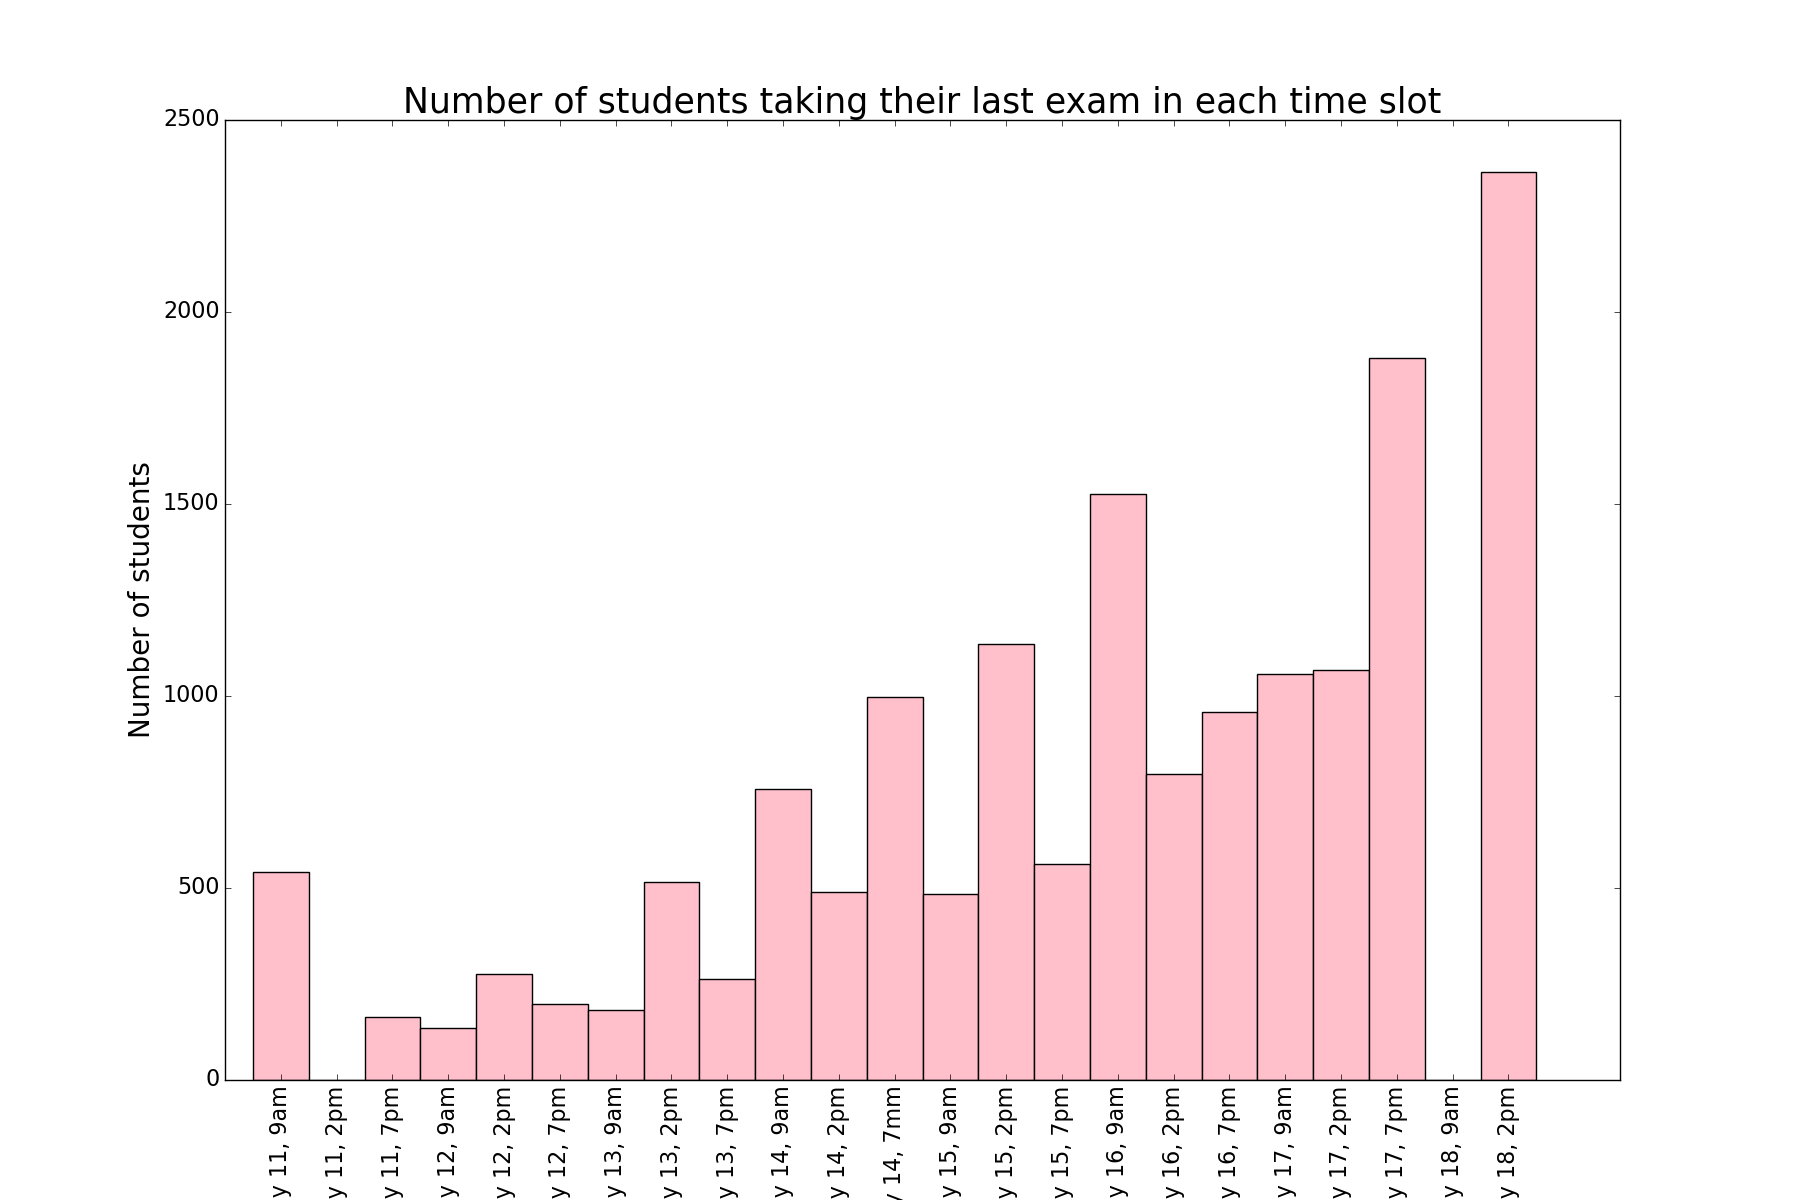 Number of students taking their last exam in each time slot
2500
2000
1500
1000
500
0
Number of students
y 11, 9am
y 11, 2pm
y 11, 7pm
y 12, 9am
y 12, 2pm
y 12, 7pm
y 13, 9am
y 13, 2pm
y 13, 7pm
y 14, 9am
y 14, 2pm
y 14, 7mm
y 15, 9am
y 15, 2pm
y 15, 7pm
y 16, 9am
y 16, 2pm
y 16, 7pm
y 17, 9am
y 17, 2pm
y 17, 7pm
y 18, 9am
y 18, 2pm